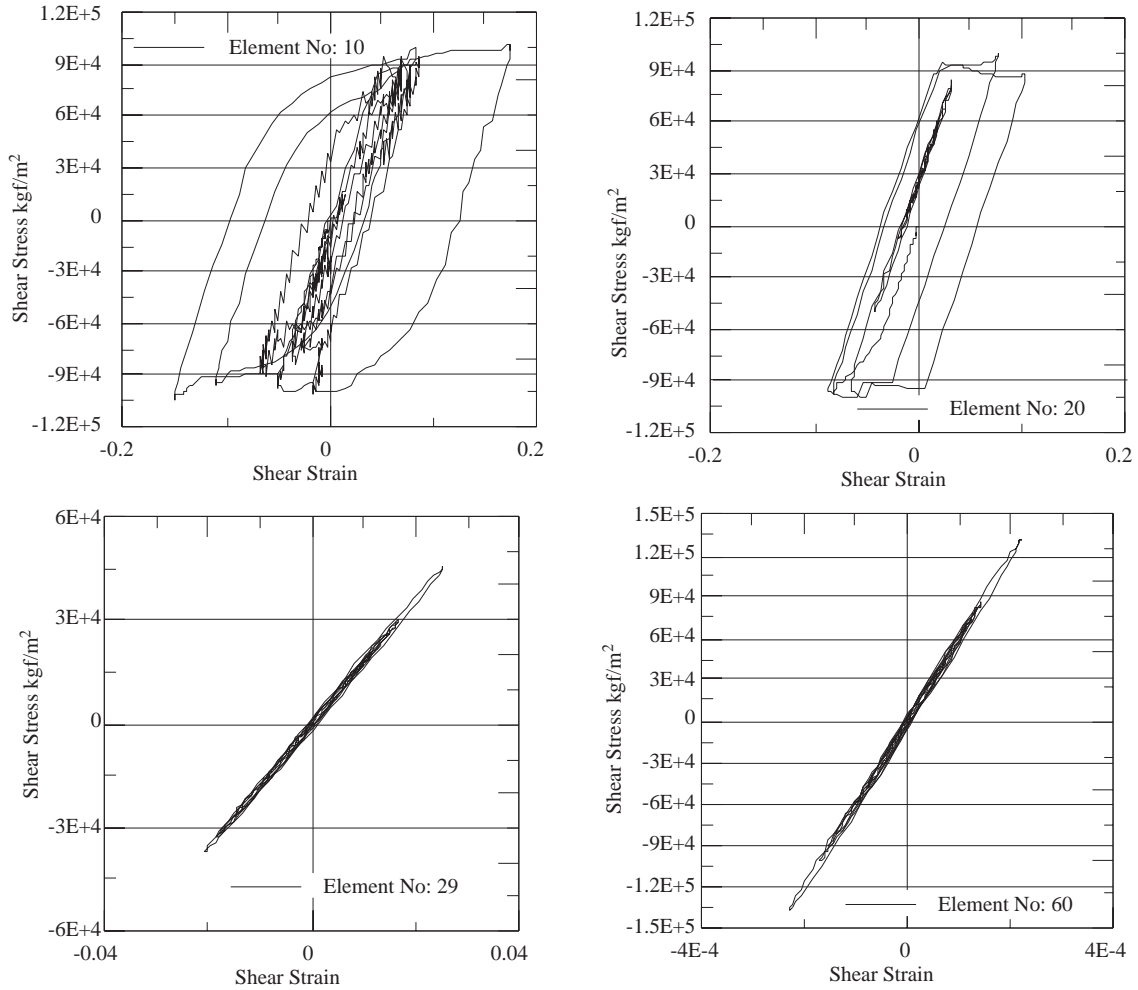 1.2E+5
Element No: 10
9E+4
6E+4
3E+4
0
-3E+4
-6E+4
-9E+4
-1.2E+5
-0.2
0
0.2
Shear Strain
Shear Stress kgf/m²
1.2E+5
9E+4
6E+4
3E+4
0
-3E+4
-6E+4
-9E+4
Element No: 20
-1.2E+5
-0.2
0
0.2
Shear Strain
Shear Stress kgf/m²
6E+4
3E+4
0
-3E+4
Element No: 29
-6E+4
-0.04
0
0.04
Shear Strain
Shear Stress kgf/m²
1.5E+5
1.2E+5
9E+4
6E+4
3E+4
0
-3E+4
-6E+4
-9E+4
-1.2E+5
Element No: 60
-1.5E+5
-4E-4
0
4E-4
Shear Strain
Shear Stress kgf/m²